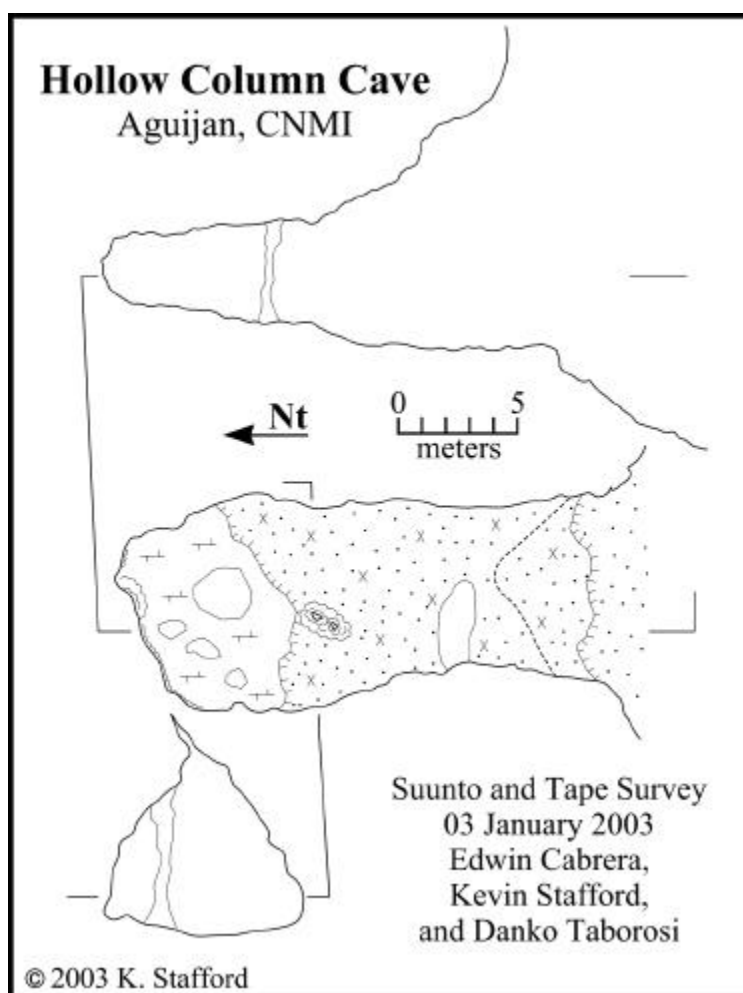 Hollow Column Cave
Aguijan, CNMI
Nt
0 5
meters
Suunto and Tape Survey
03 January 2003
Edwin Cabrera,
Kevin Stafford,
and Danko Taborosi
© 2003 K. Stafford